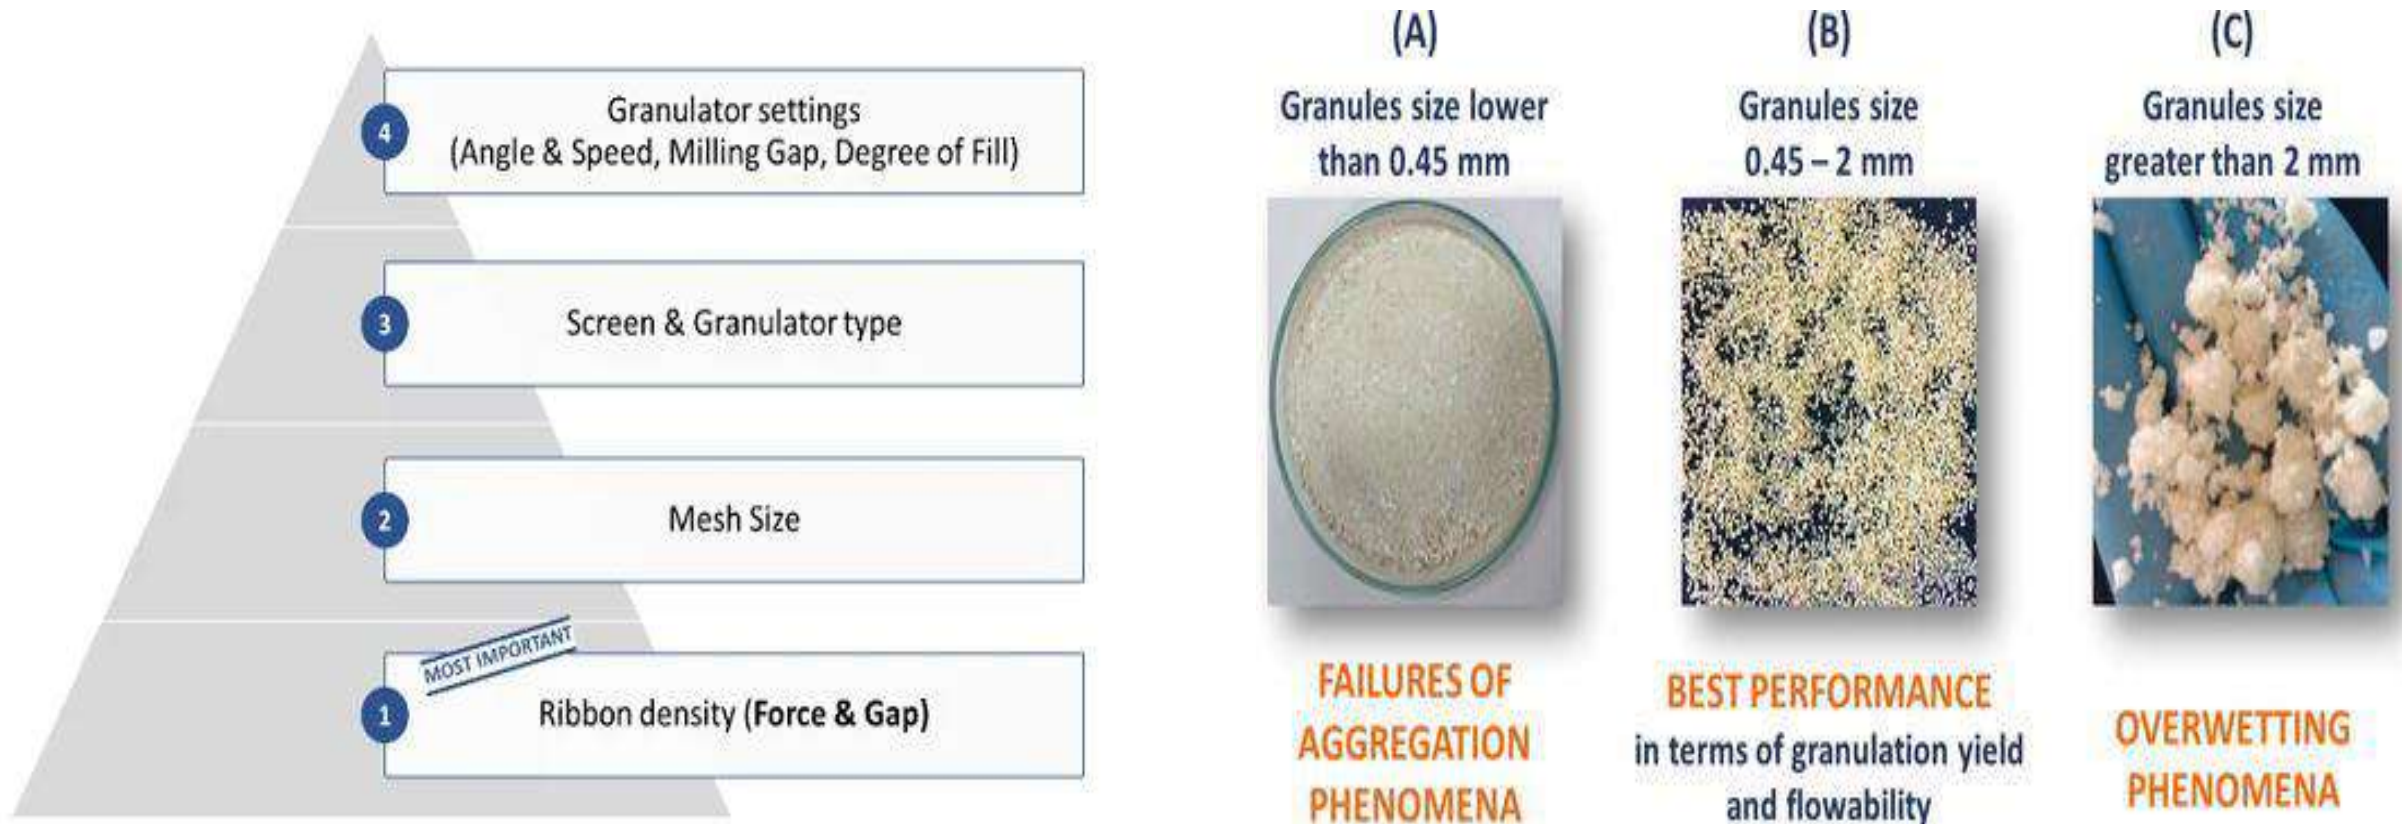 4
Granulator settings
(Angle & Speed, Milling Gap, Degree of Fill)
3
Screen & Granulator type
2
Mesh Size
MOST IMPORTANT
1
Ribbon density (Force & Gap)
(A)
Granules size lower
than 0.45 mm
FAILURES OF
AGGREGATION
PHENOMENA
(B)
Granules size
0.45 – 2 mm
BEST PERFORMANCE
in terms of granulation yield
and flowability
(C)
Granules size
greater than 2 mm
OVERWETTING
PHENOMENA